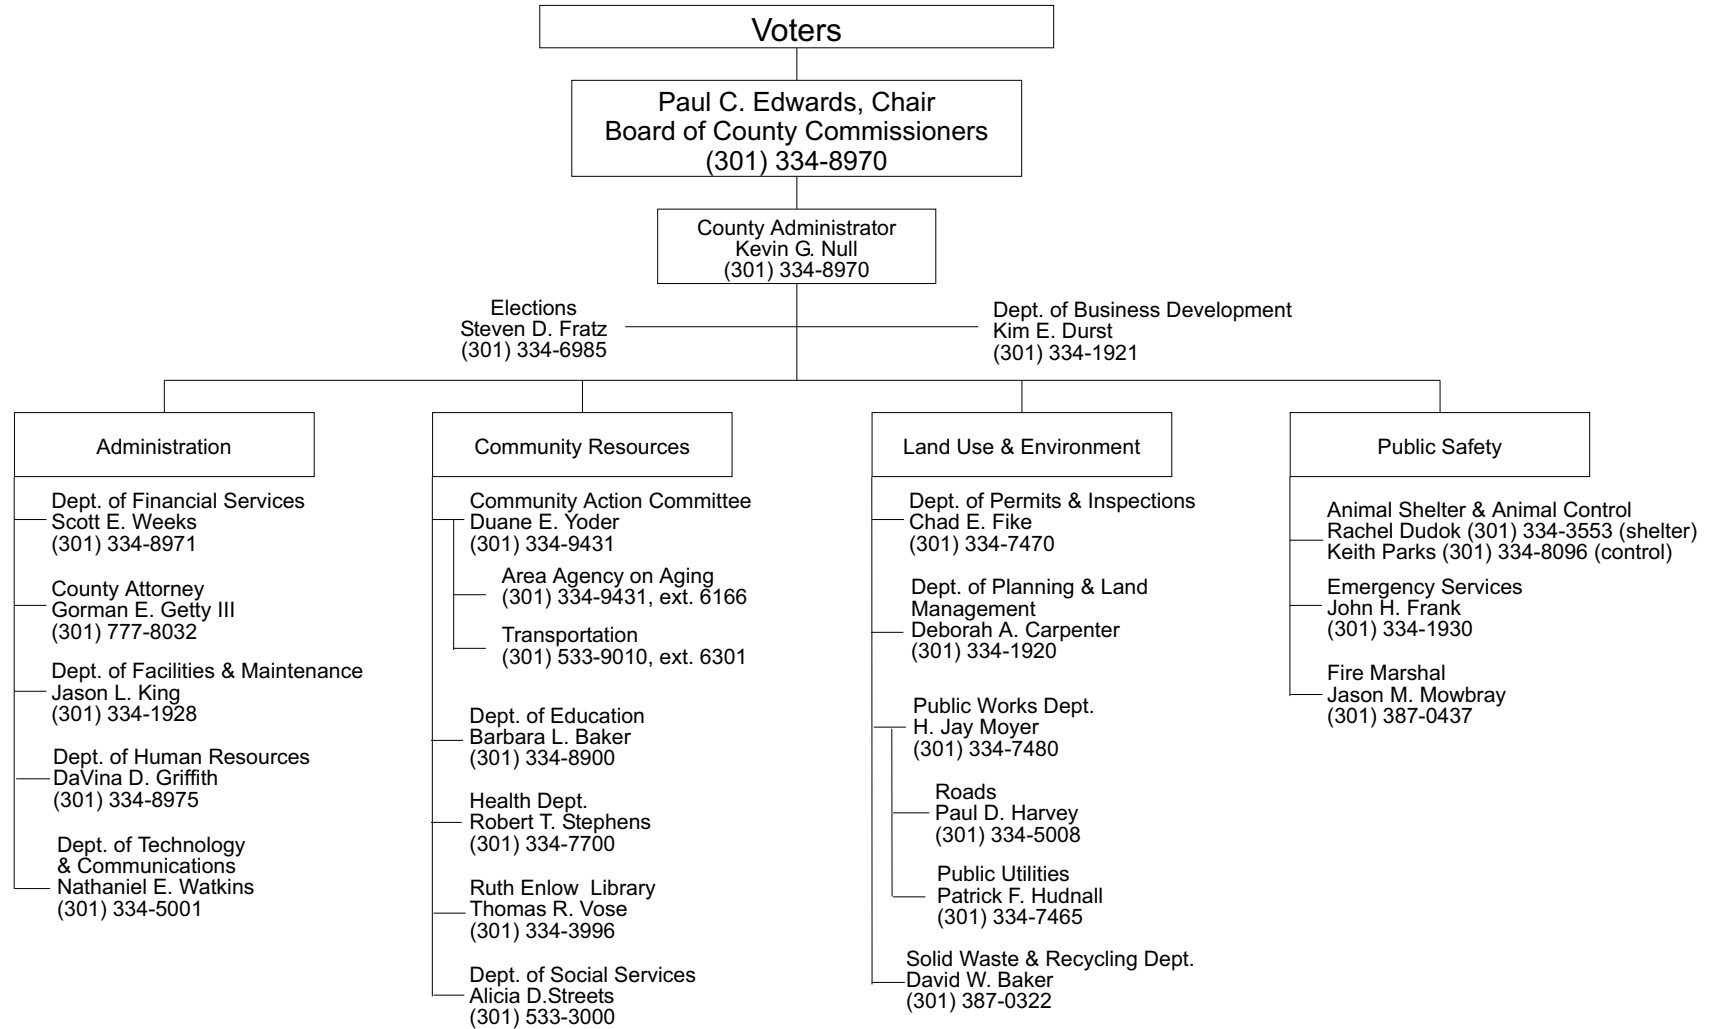 Voters
Paul C. Edwards, Chair
Board of County Commissioners
(301) 334-8970
County Administrator
Kevin G. Null
(301) 334-8970
Elections
Steven D. Fratz
(301) 334-6985
Dept. of Business Development
Kim E. Durst
(301) 334-1921
Administration
Dept. of Financial Services
Scott E. Weeks
(301) 334-8971
County Attorney
Gorman E. Getty III
(301) 777-8032
Dept. of Facilities & Maintenance
Jason L. King
(301) 334-1928
Dept. of Human Resources
DaVina D. Griffith
(301) 334-8975
Dept. of Technology
& Communications
Nathaniel E. Watkins
(301) 334-5001
Community Resources
Community Action Committee
Duane E. Yoder
(301) 334-9431
Area Agency on Aging
(301) 334-9431, ext. 6166
Transportation
(301) 533-9010, ext. 6301
Dept. of Education
Barbara L. Baker
(301) 334-8900
Health Dept.
Robert T. Stephens
(301) 334-7700
Ruth Enlow  Library
Thomas R. Vose
(301) 334-3996
Dept. of Social Services
Alicia D.Streets
(301) 533-3000
Land Use & Environment
Dept. of Permits & Inspections
Chad E. Fike
(301) 334-7470
Dept. of Planning & Land
Management
Deborah A. Carpenter
(301) 334-1920
Public Works Dept.
H. Jay Moyer
(301) 334-7480
Roads
Paul D. Harvey
(301) 334-5008
Public Utilities
Patrick F. Hudnall
(301) 334-7465
Solid Waste & Recycling Dept.
David W. Baker
(301) 387-0322
Public Safety
Animal Shelter & Animal Control
Rachel Dudok (301) 334-3553 (shelter)
Keith Parks (301) 334-8096 (control)
Emergency Services
John H. Frank
(301) 334-1930
Fire Marshal
Jason M. Mowbray
(301) 387-0437